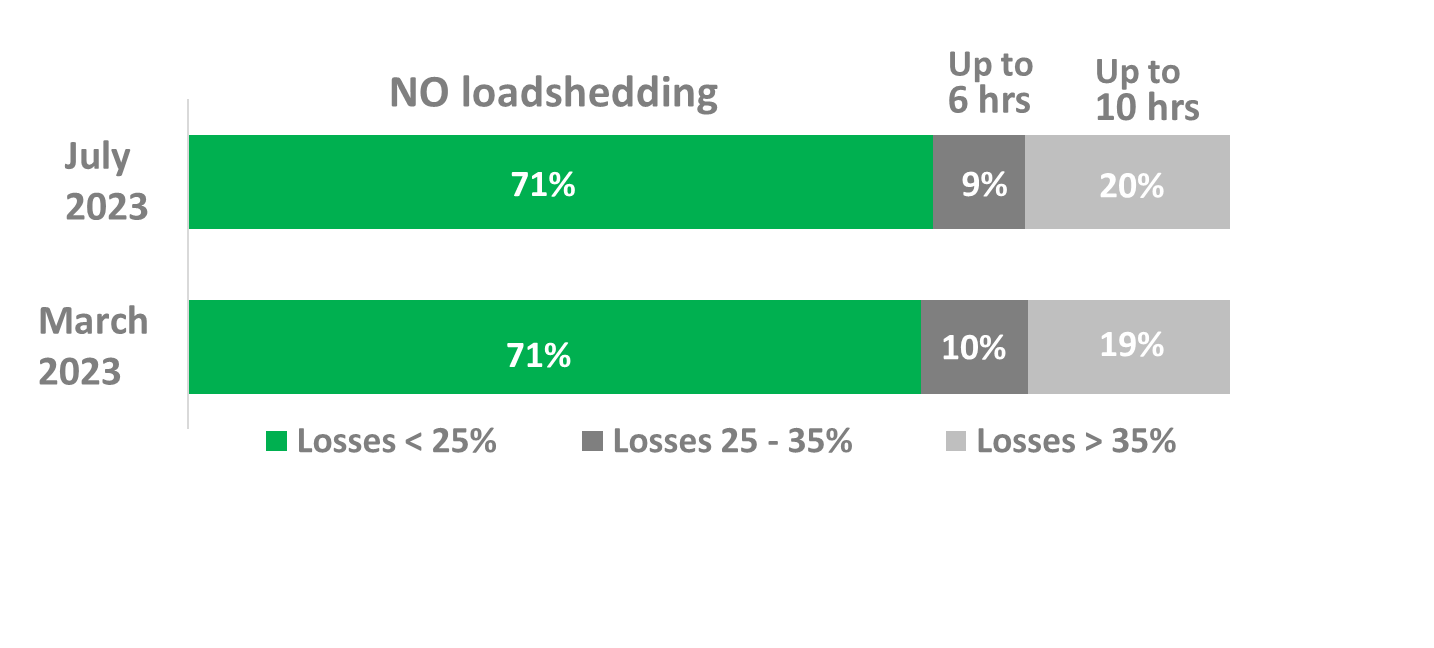 NO loadshedding
Up to
6 hrs
Up to
10 hrs
July
2023
71%
9%
20%
March
2023
71%
10%
19%
Losses < 25%
Losses 25 - 35%
Losses > 35%